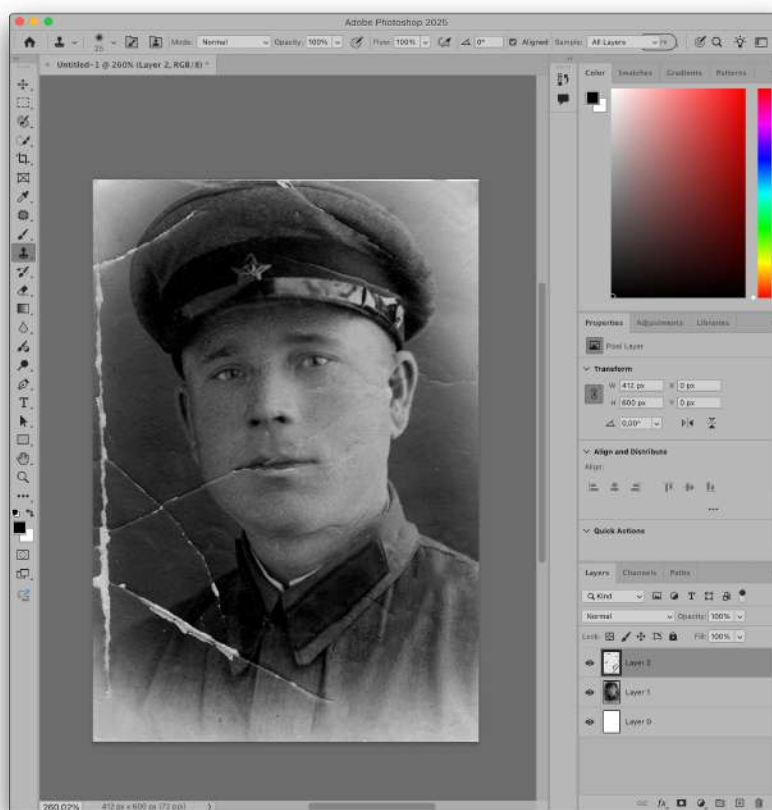 Adobe Photoshop 2025
25 Mode: Normal Opacity: 100% Flow: 100% 0° Aligned Sample: All Layers
× Untitled-1 @ 260% (Layer 2, RGB/8) *
Color Swatches Gradients Patterns
Properties Adjustments Libraries
Pixel Layer
Transform
W 412 px X 0 px
H 600 px Y 0 px
0,00°
Align and Distribute
Align:
Quick Actions
Layers Channels Paths
Kind
Normal Opacity: 100%
Lock: Fill: 100%
Layer 2
Layer 1
Layer 0
260,02% 412 px x 600 px (72 ppi)